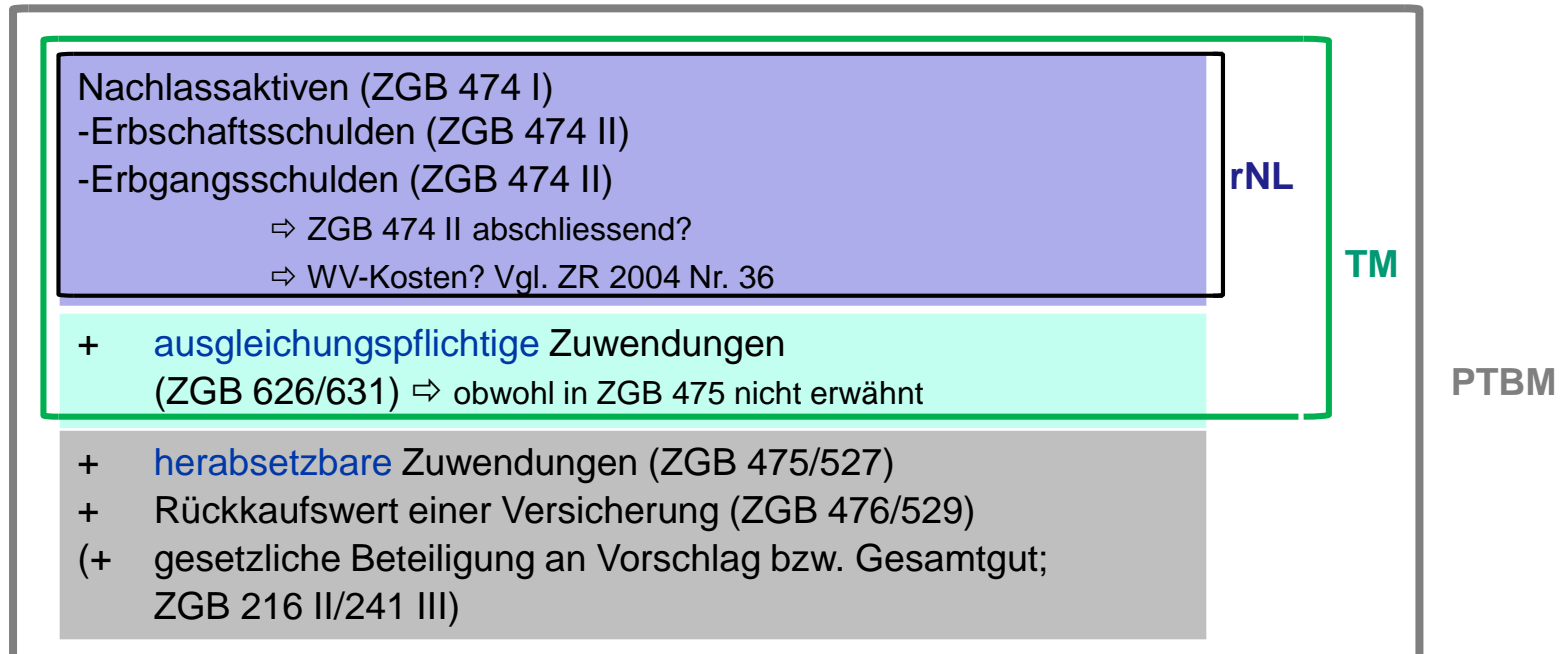 Nachlassaktiven (ZGB 474 I)
-Erbschaftsschulden (ZGB 474 II)
-Erbgangsschulden (ZGB 474 II)
rNL
⇨ ZGB 474 II abschliessend?
⇨ WV-Kosten? Vgl. ZR 2004 Nr. 36
TM
+ ausgleichungspflichtige Zuwendungen
(ZGB 626/631) ⇨ obwohl in ZGB 475 nicht erwähnt
PTBM
+ herabsetzbare Zuwendungen (ZGB 475/527)
+ Rückkaufswert einer Versicherung (ZGB 476/529)
(+ gesetzliche Beteiligung an Vorschlag bzw. Gesamtgut;
ZGB 216 II/241 III)